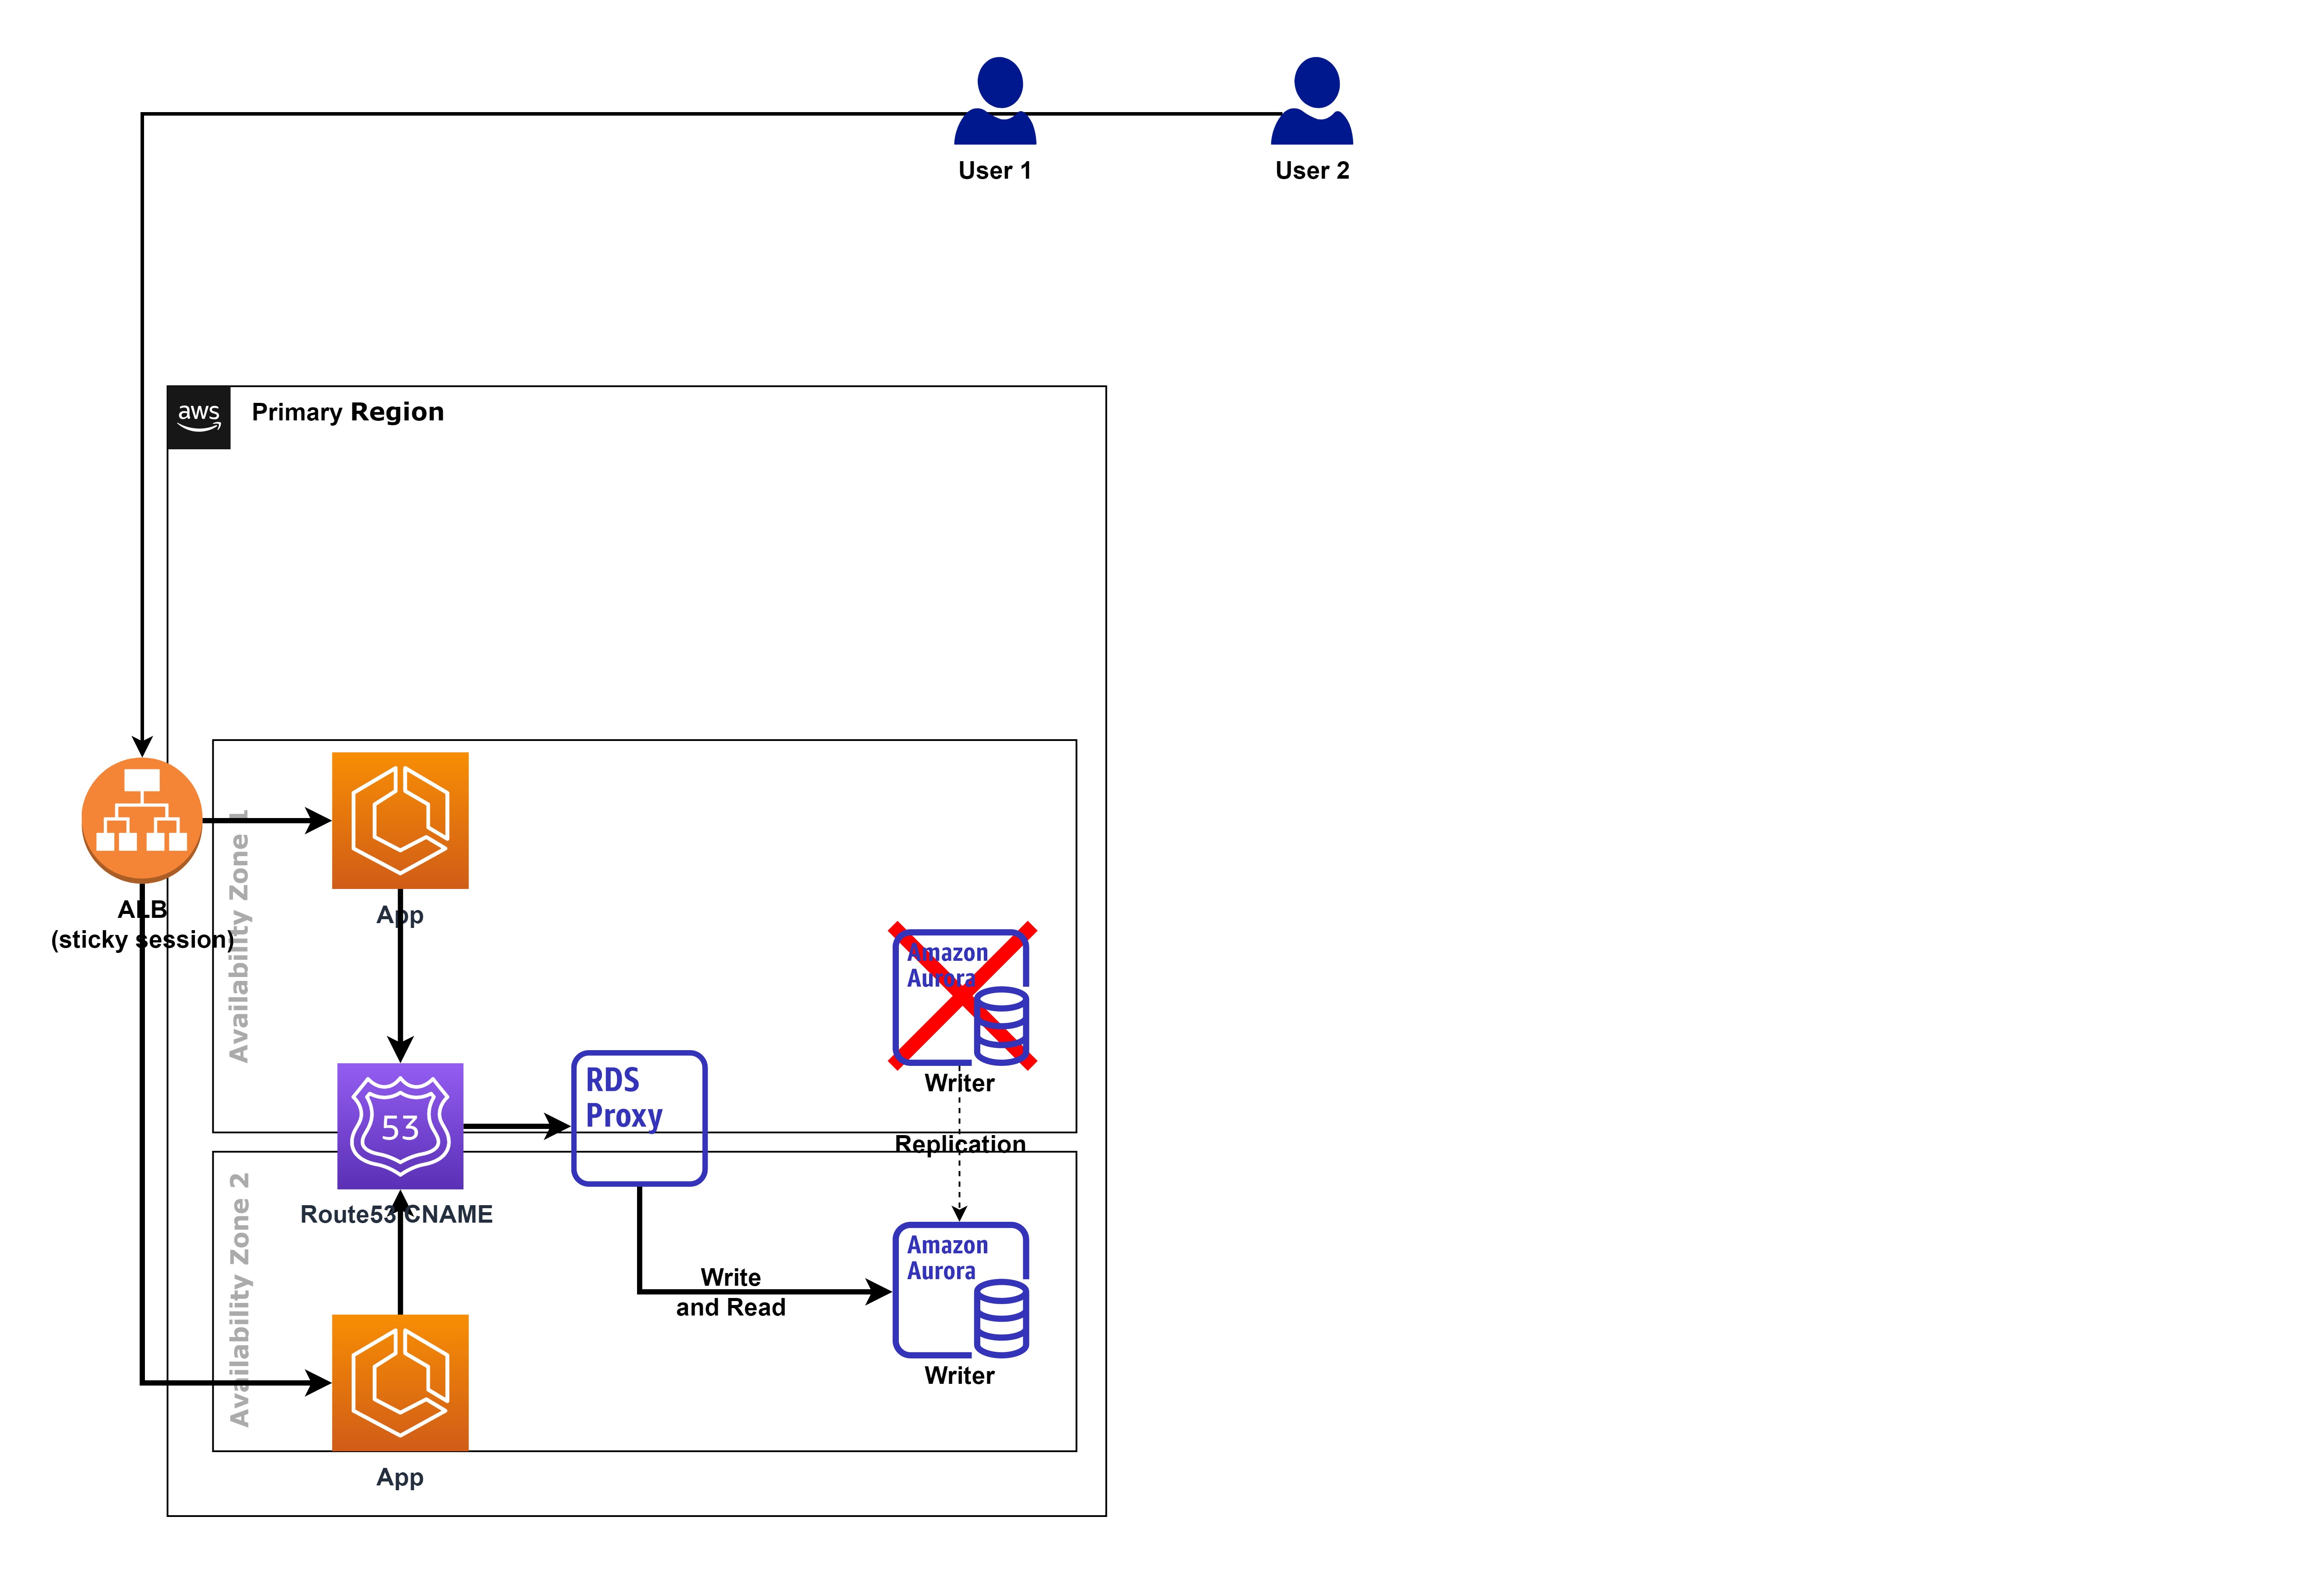 User 1
User 2
aws
Primary Region
Availability Zone 1
ALB
(sticky session)
App
Amazon
Aurora
Writer
RDS
Proxy
53
Replication
Route53 CNAME
Availability Zone 2
Amazon
Aurora
Write
and Read
Writer
App